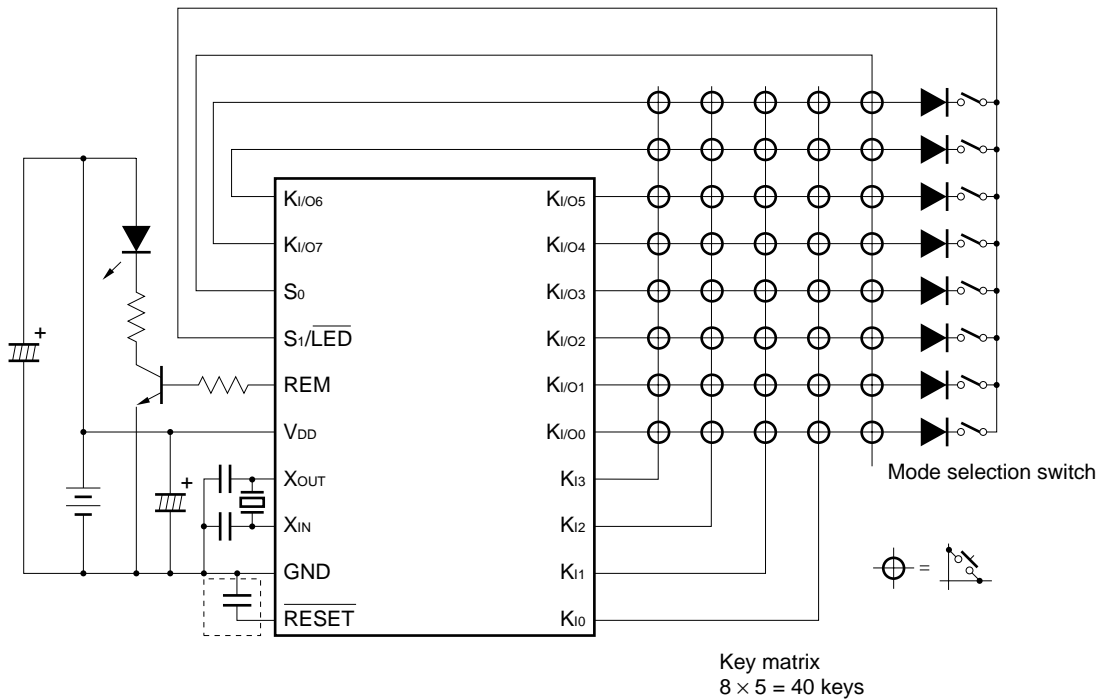 KI/O6 KI/O5
KI/O7 KI/O4
S0 KI/O3
+ S1/LED KI/O2
REM KI/O1
VDD KI/O0
XOUT KI3
Mode selection switch
+
XIN KI2
GND KI1
=
RESET KI0
Key matrix
8 × 5 = 40 keys